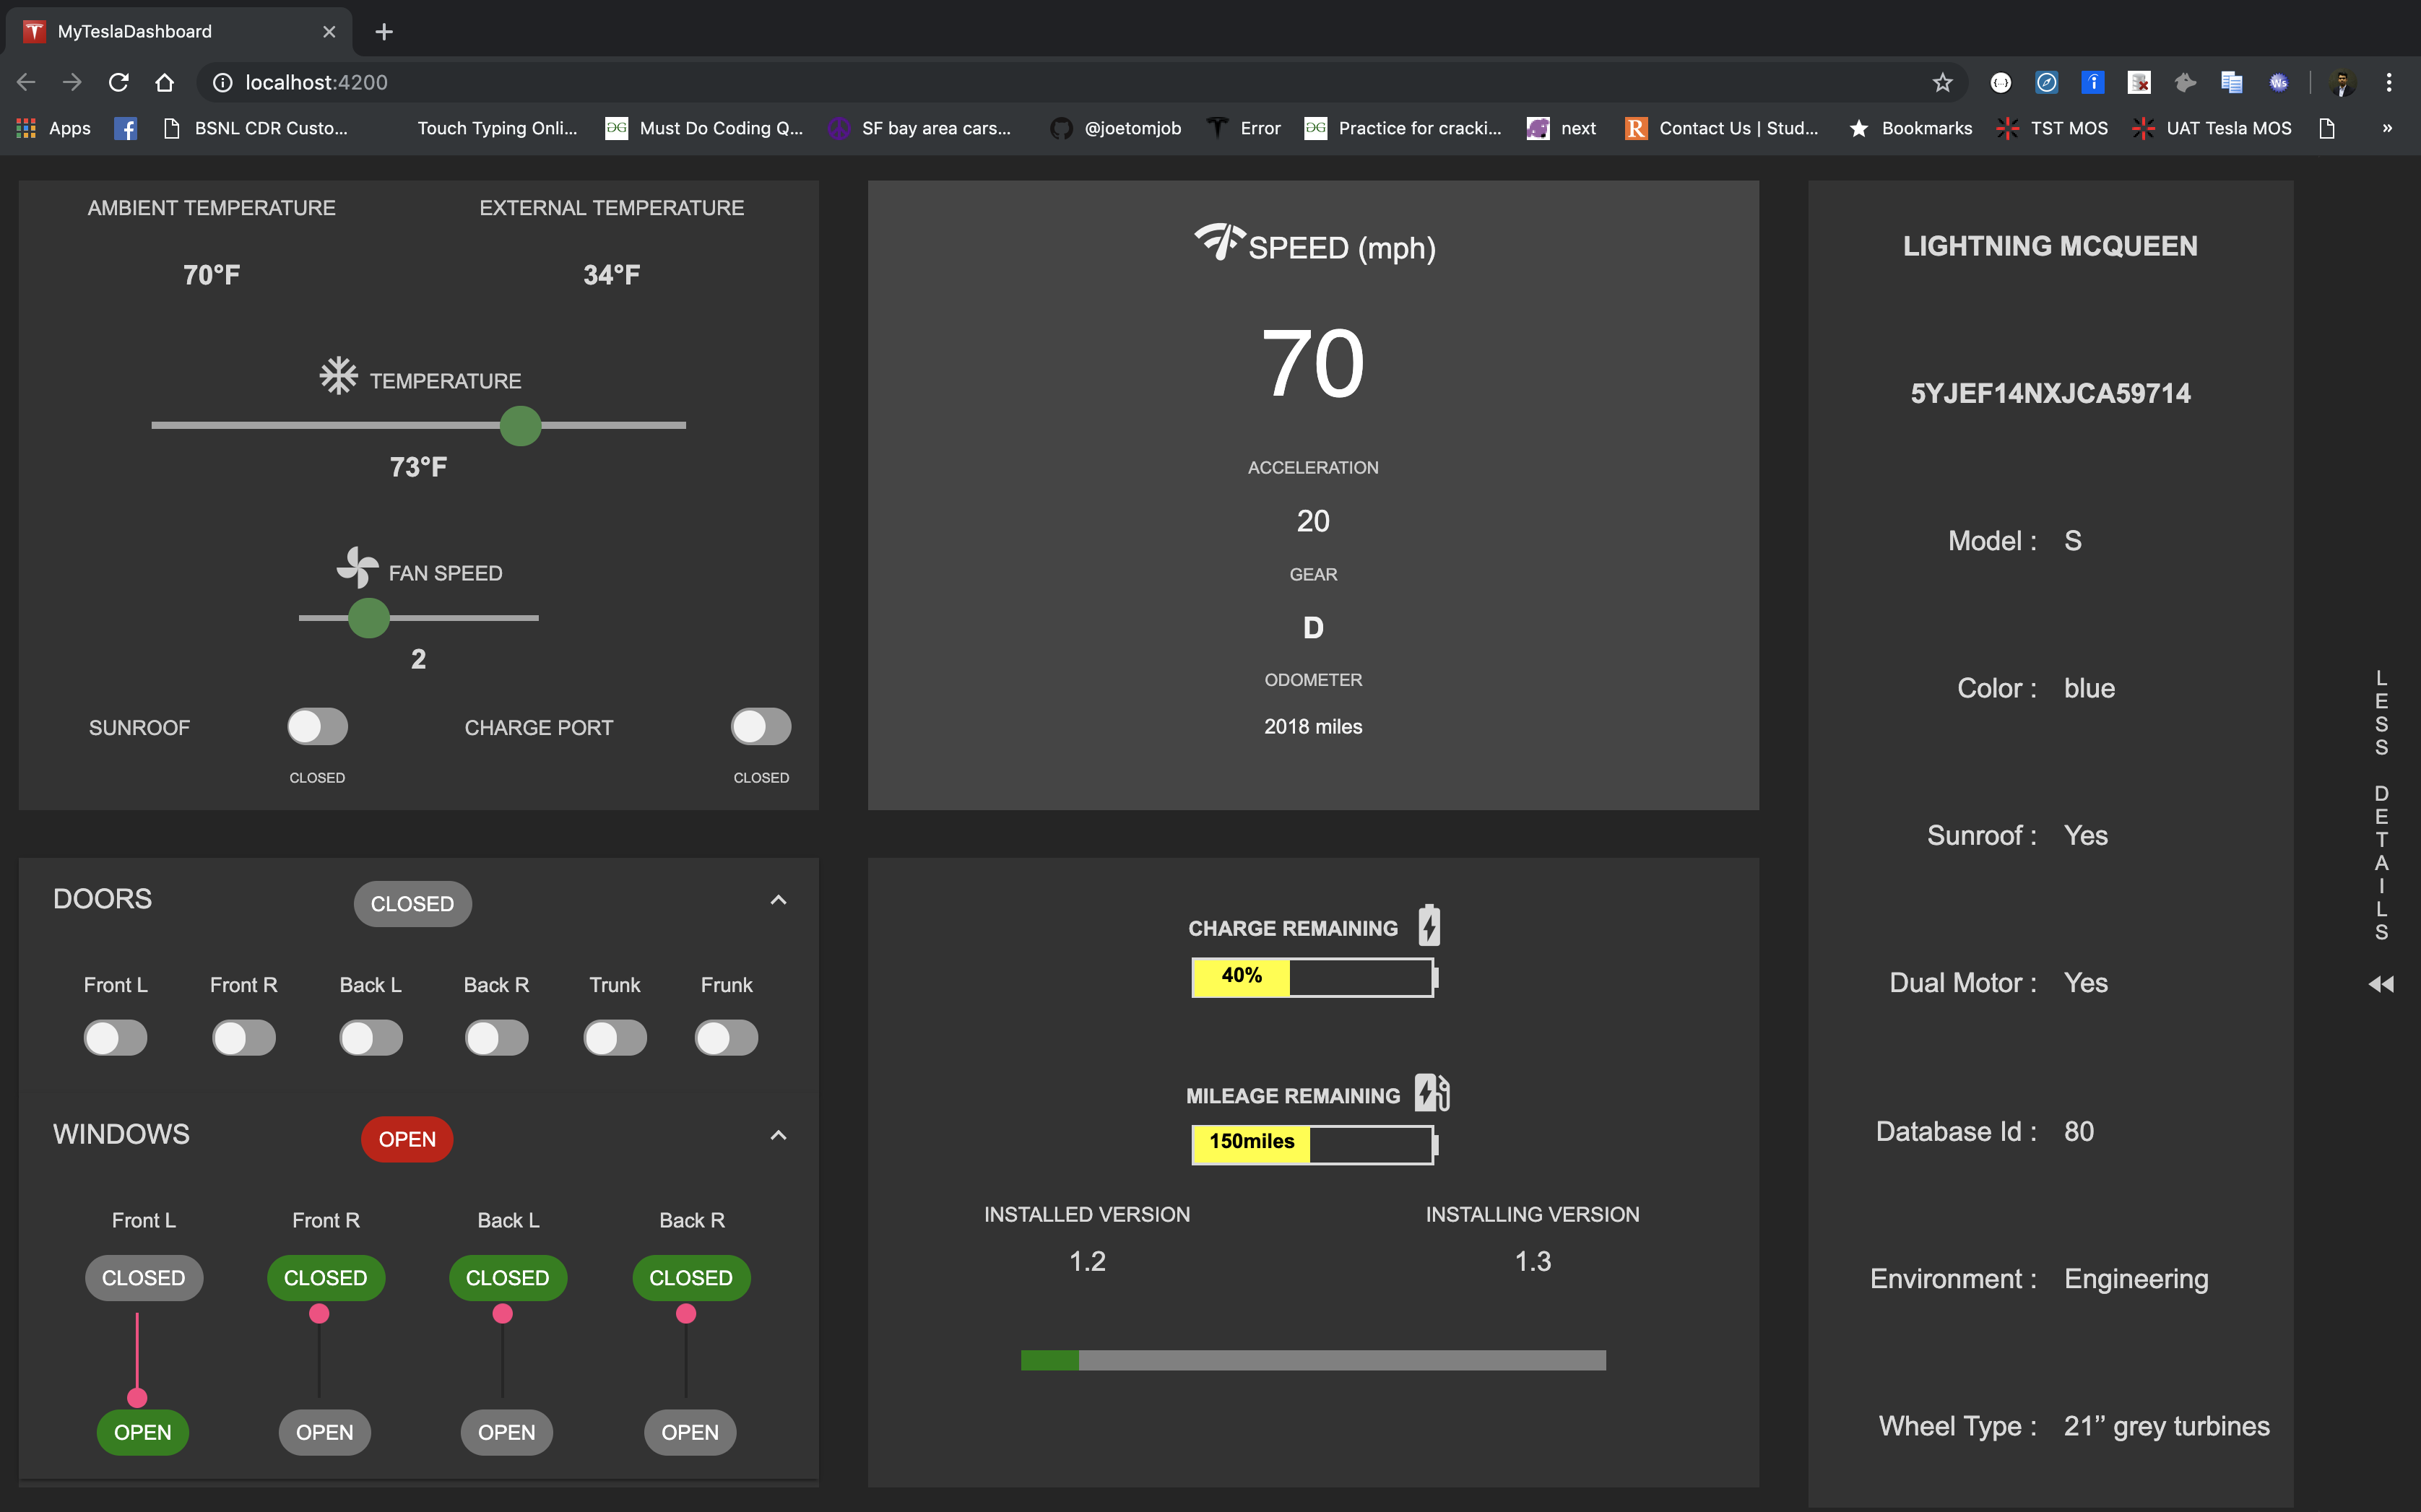 MyTeslaDashboard
localhost:4200
Apps
BSNL CDR Custo...
Touch Typing Onli...
Must Do Coding Q...
SF bay area cars...
@joetomjob
Error
Practice for cracki...
next
R
Contact Us | Stud...
Bookmarks
TST MOS
UAT Tesla MOS
»
AMBIENT TEMPERATURE
EXTERNAL TEMPERATURE
70°F
34°F
TEMPERATURE
73°F
FAN SPEED
2
SUNROOF
CHARGE PORT
CLOSED
CLOSED
SPEED (mph)
70
ACCELERATION
20
GEAR
D
ODOMETER
2018 miles
DOORS
CLOSED
Front L
Front R
Back L
Back R
Trunk
Frunk
WINDOWS
OPEN
Front L
Front R
Back L
Back R
CLOSED
CLOSED
CLOSED
CLOSED
OPEN
OPEN
OPEN
OPEN
CHARGE REMAINING
40%
MILEAGE REMAINING
150miles
INSTALLED VERSION
INSTALLING VERSION
1.2
1.3
LIGHTNING MCQUEEN
5YJEF14NXJCA59714
Model : S
Color : blue
Sunroof : Yes
Dual Motor : Yes
Database Id : 80
Environment : Engineering
Wheel Type : 21’’ grey turbines
LESS DETAILS